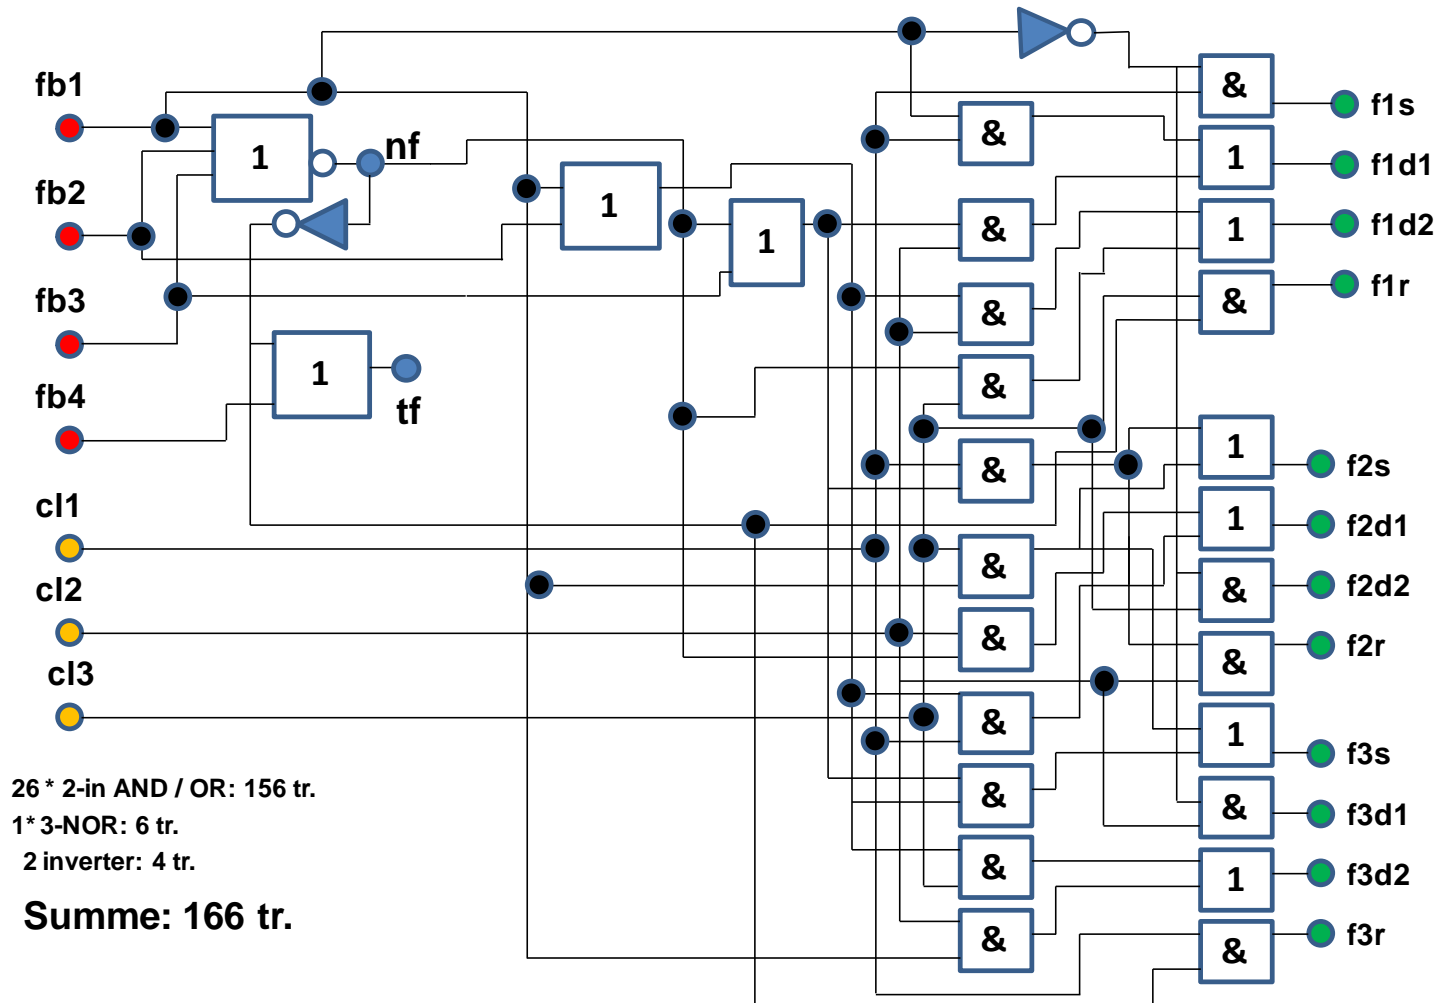 fb1
fb2
fb3
fb4
cl1
cl2
cl3
nf
tf
1
1
1
1
&
&
&
&
&
&
&
&
&
&
&
&
1
1
&
1
1
&
&
1
&
1
&
f1s
f1d1
f1d2
f1r
f2s
f2d1
f2d2
f2r
f3s
f3d1
f3d2
f3r
26 * 2-in AND / OR: 156 tr.
1* 3-NOR: 6 tr.
2 inverter: 4 tr.
Summe: 166 tr.